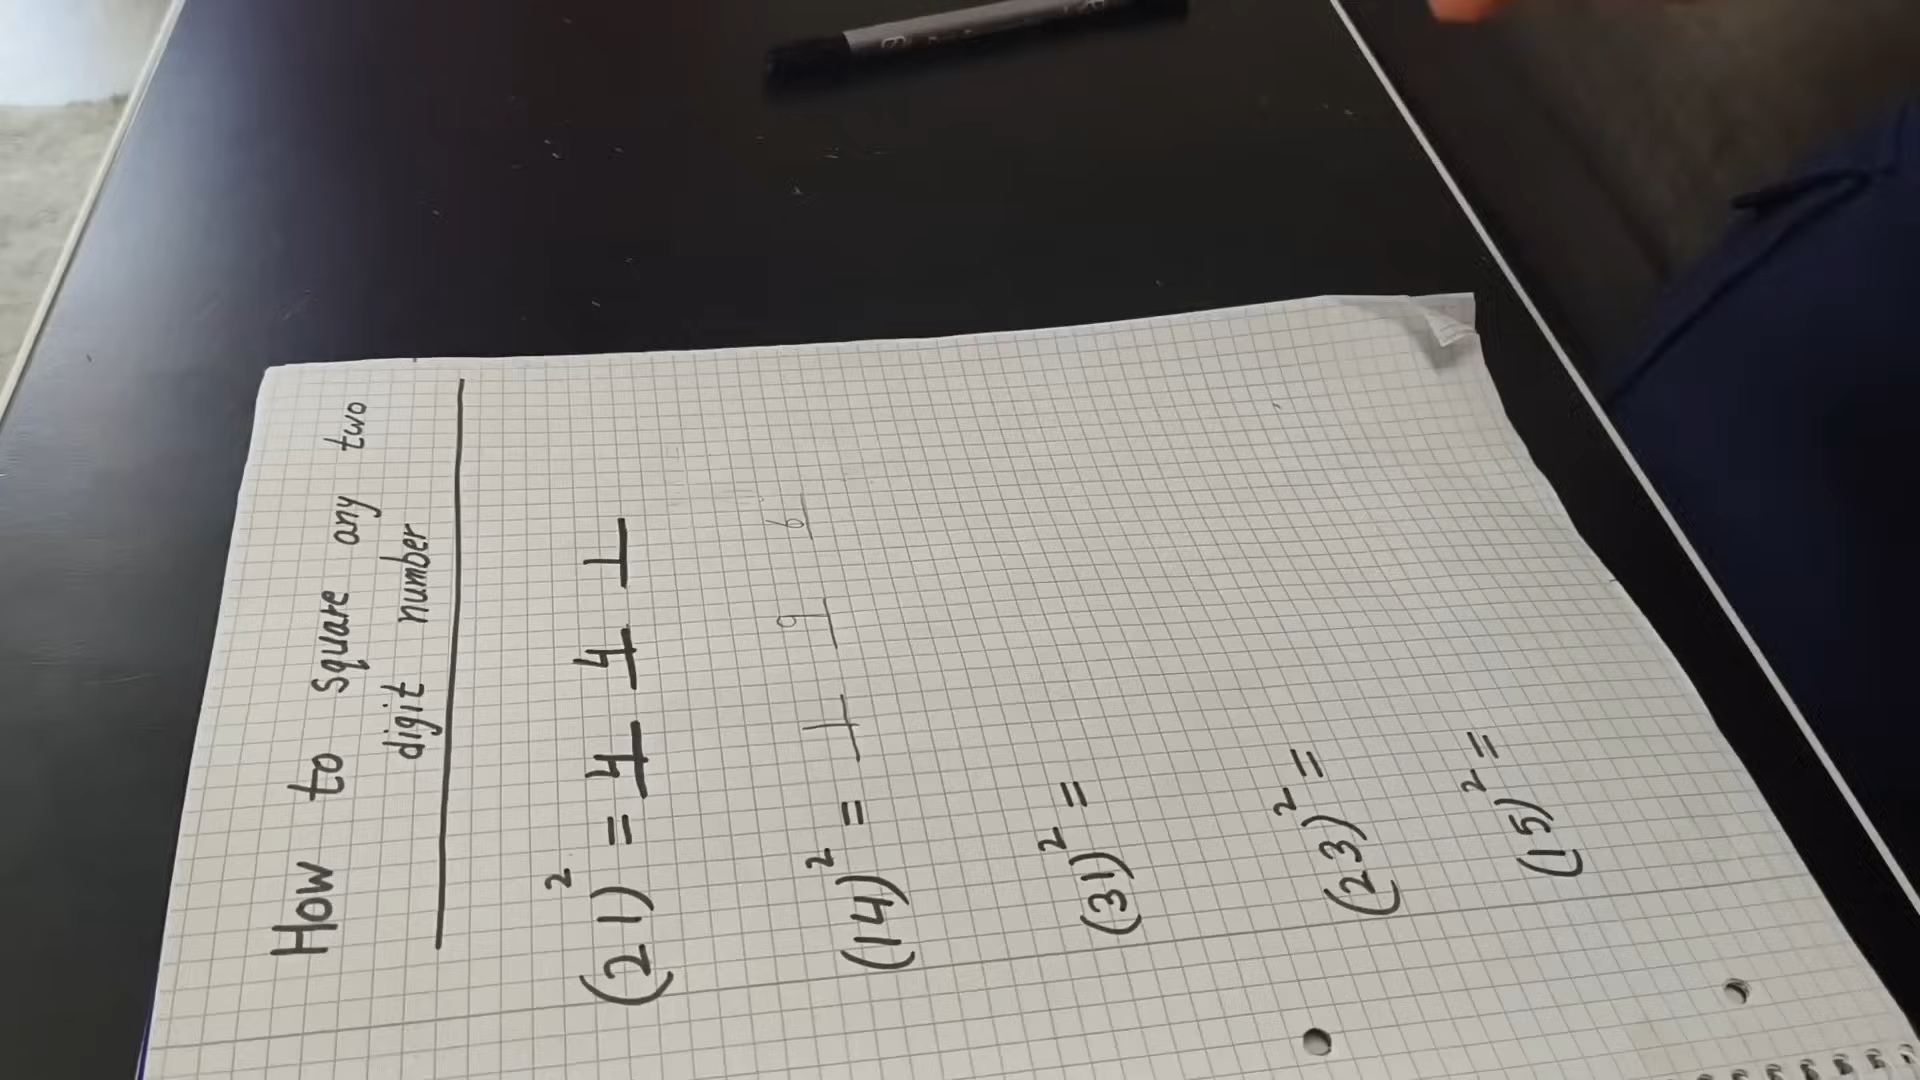 How to square any two
digit number
(21)² = 4 4 1
(14)² = 1 9 6
(31)² =
(23)² =
(15)² =